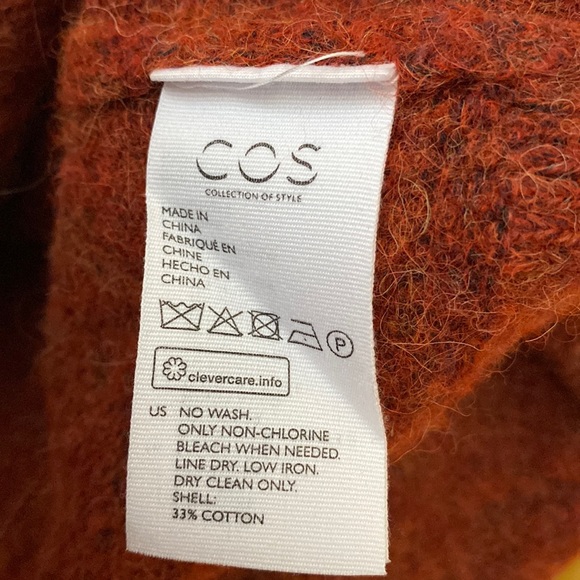 COS
COLLECTION OF STYLE
MADE IN
CHINA
FABRIQUÉ EN
CHINE
HECHO EN
CHINA
P
clevercare.info
US NO WASH.
ONLY NON-CHLORINE
BLEACH WHEN NEEDED.
LINE DRY. LOW IRON.
DRY CLEAN ONLY.
SHELL:
33% COTTON